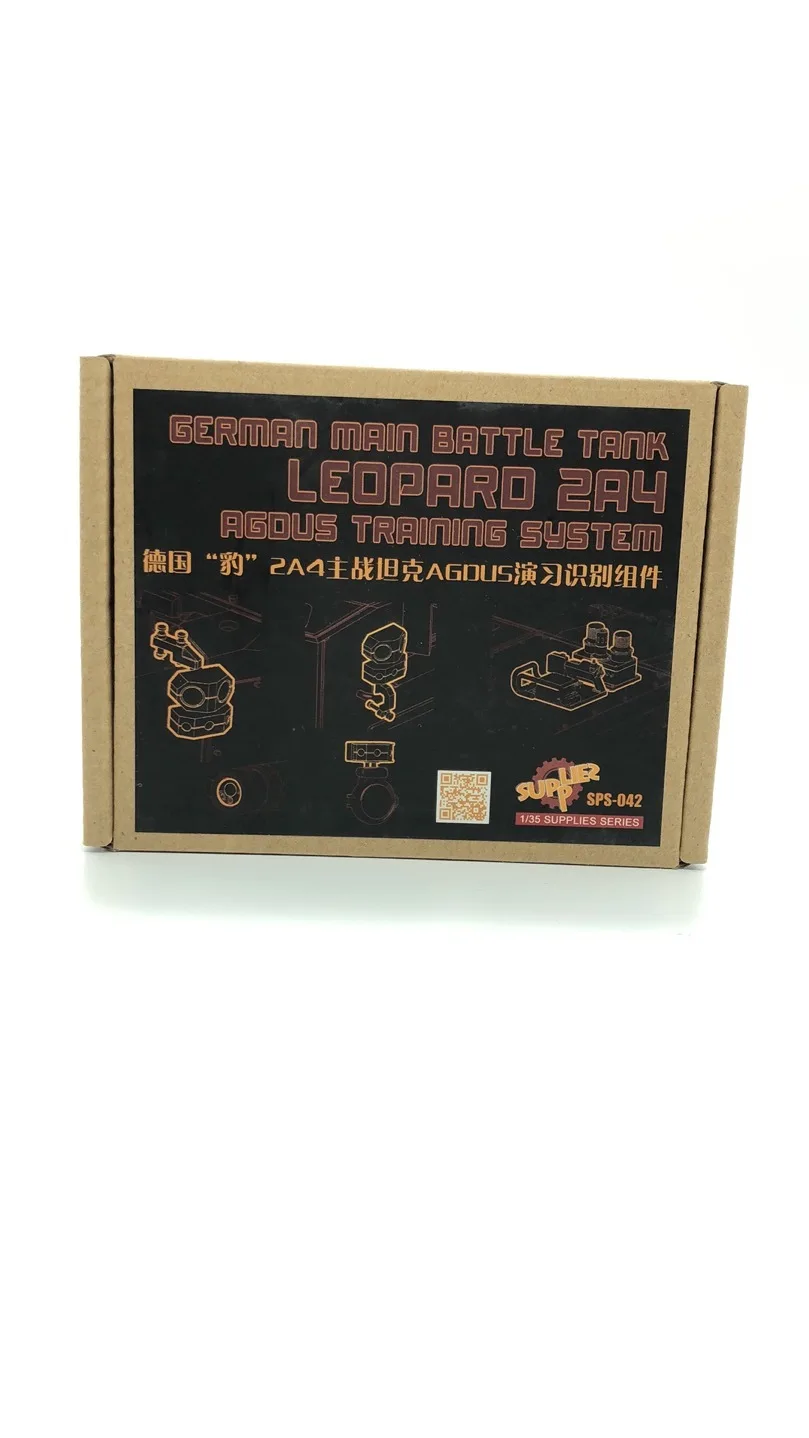 GERMAN MAIN BATTLE TANK
LEOPARD 2A4
AGDUS TRAINING SYSTEM
德国“豹”2A4主战坦克AGDUS演习识别组件
SUPPLIES
SPS-042
1/35 SUPPLIES SERIES